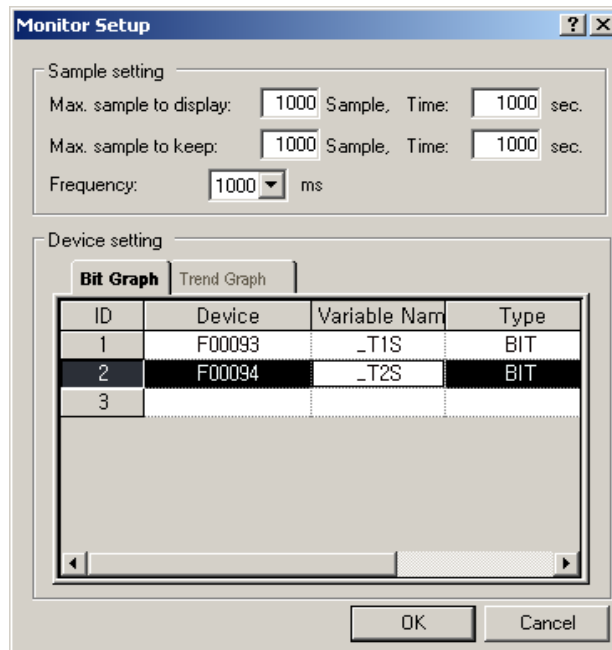 Monitor Setup
Sample setting
Max. sample to display: 1000 Sample, Time: 1000 sec.
Max. sample to keep: 1000 Sample, Time: 1000 sec.
Frequency: 1000 ms
Device setting
Bit Graph Trend Graph
ID Device Variable Nam Type
1 F00093 _T1S BIT
2 F00094 _T2S BIT
3
OK Cancel